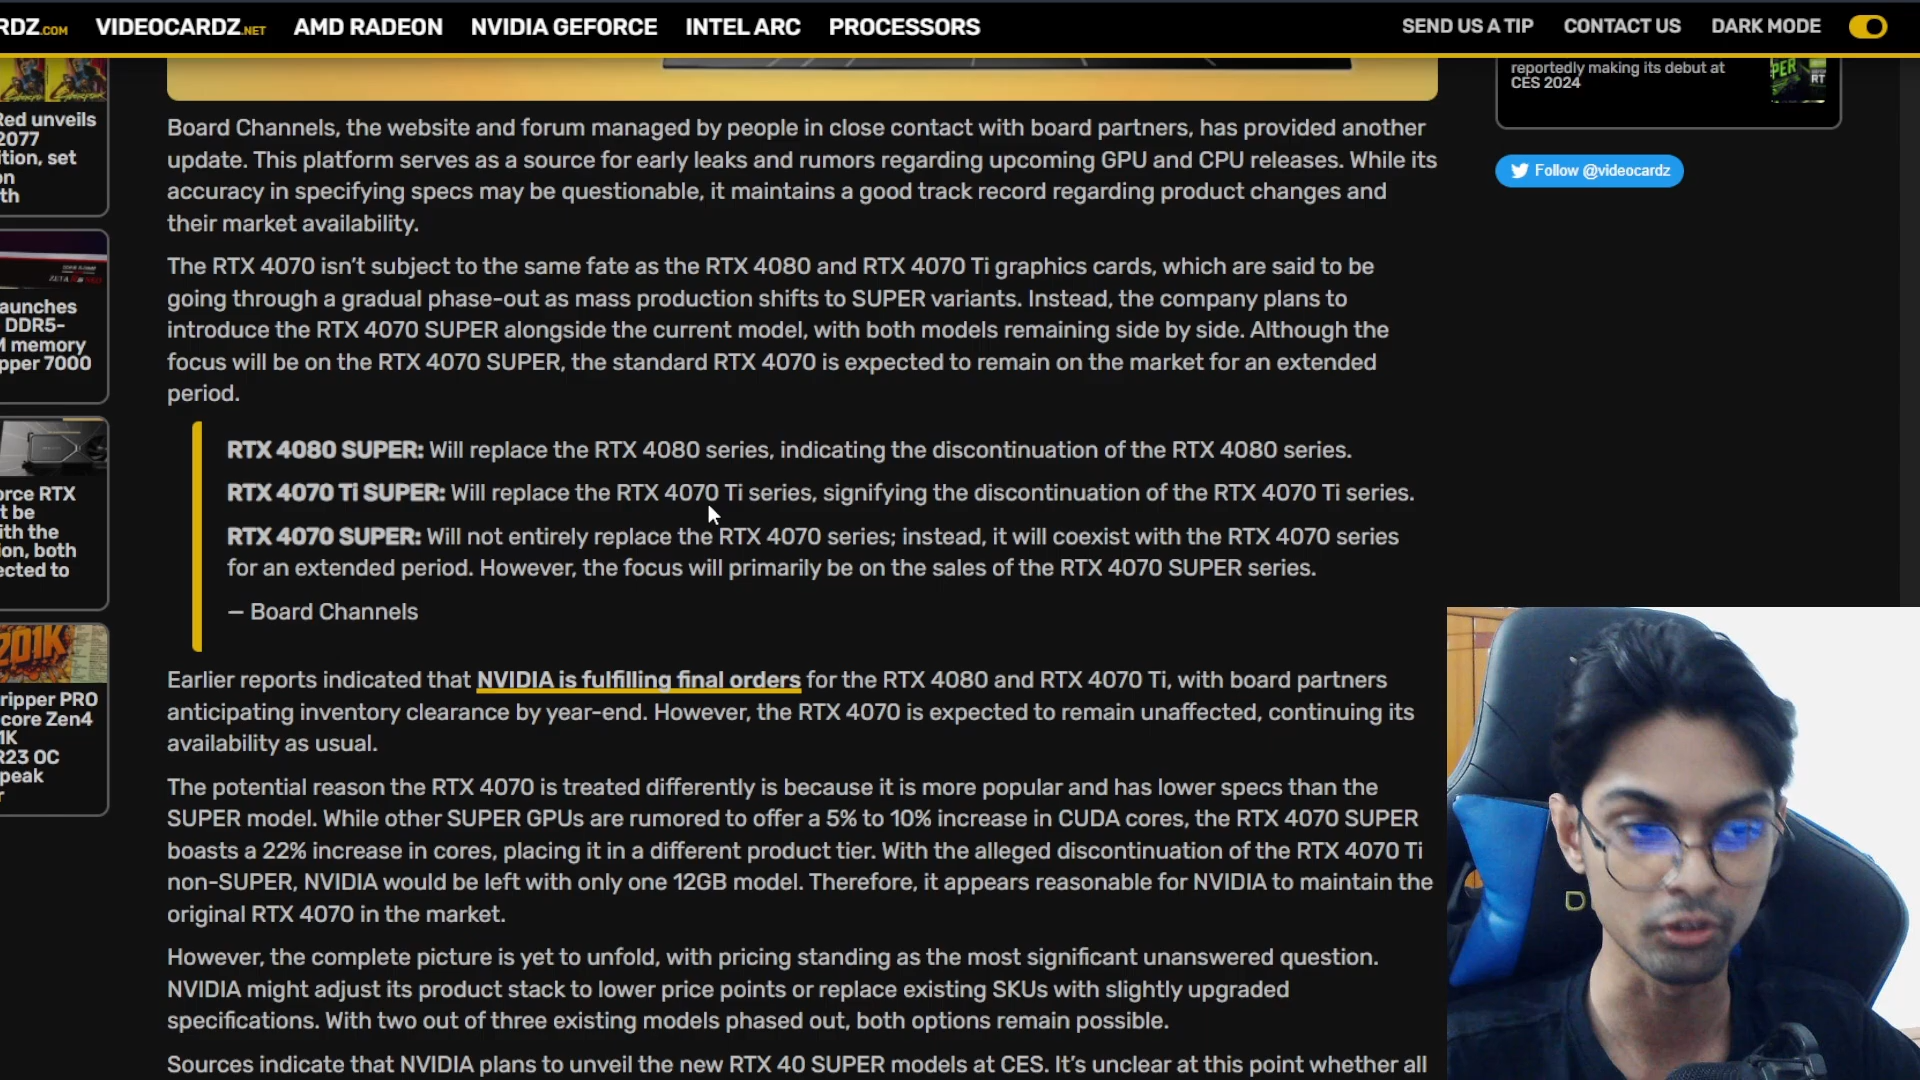 RDZ.COM VIDEOCARDZ.NET AMD RADEON NVIDIA GEFORCE INTEL ARC PROCESSORS SEND US A TIP CONTACT US DARK MODE
Red unveils
2077
ition, set
on
th
aunches
DDR5-
M memory
pper 7000
orce RTX
t be
ith the
ion, both
ected to
201K
ripper PRO
core Zen4
1K
R23 OC
peak
r
Board Channels, the website and forum managed by people in close contact with board partners, has provided another
update. This platform serves as a source for early leaks and rumors regarding upcoming GPU and CPU releases. While its
accuracy in specifying specs may be questionable, it maintains a good track record regarding product changes and
their market availability.
The RTX 4070 isn’t subject to the same fate as the RTX 4080 and RTX 4070 Ti graphics cards, which are said to be
going through a gradual phase-out as mass production shifts to SUPER variants. Instead, the company plans to
introduce the RTX 4070 SUPER alongside the current model, with both models remaining side by side. Although the
focus will be on the RTX 4070 SUPER, the standard RTX 4070 is expected to remain on the market for an extended
period.
RTX 4080 SUPER: Will replace the RTX 4080 series, indicating the discontinuation of the RTX 4080 series.
RTX 4070 Ti SUPER: Will replace the RTX 4070 Ti series, signifying the discontinuation of the RTX 4070 Ti series.
RTX 4070 SUPER: Will not entirely replace the RTX 4070 series; instead, it will coexist with the RTX 4070 series
for an extended period. However, the focus will primarily be on the sales of the RTX 4070 SUPER series.
— Board Channels
Earlier reports indicated that NVIDIA is fulfilling final orders for the RTX 4080 and RTX 4070 Ti, with board partners
anticipating inventory clearance by year-end. However, the RTX 4070 is expected to remain unaffected, continuing its
availability as usual.
The potential reason the RTX 4070 is treated differently is because it is more popular and has lower specs than the
SUPER model. While other SUPER GPUs are rumored to offer a 5% to 10% increase in CUDA cores, the RTX 4070 SUPER
boasts a 22% increase in cores, placing it in a different product tier. With the alleged discontinuation of the RTX 4070 Ti
non-SUPER, NVIDIA would be left with only one 12GB model. Therefore, it appears reasonable for NVIDIA to maintain the
original RTX 4070 in the market.
However, the complete picture is yet to unfold, with pricing standing as the most significant unanswered question.
NVIDIA might adjust its product stack to lower price points or replace existing SKUs with slightly upgraded
specifications. With two out of three existing models phased out, both options remain possible.
Sources indicate that NVIDIA plans to unveil the new RTX 40 SUPER models at CES. It’s unclear at this point whether all
reportedly making its debut at
CES 2024
PER
RT
Follow @videocardz
D